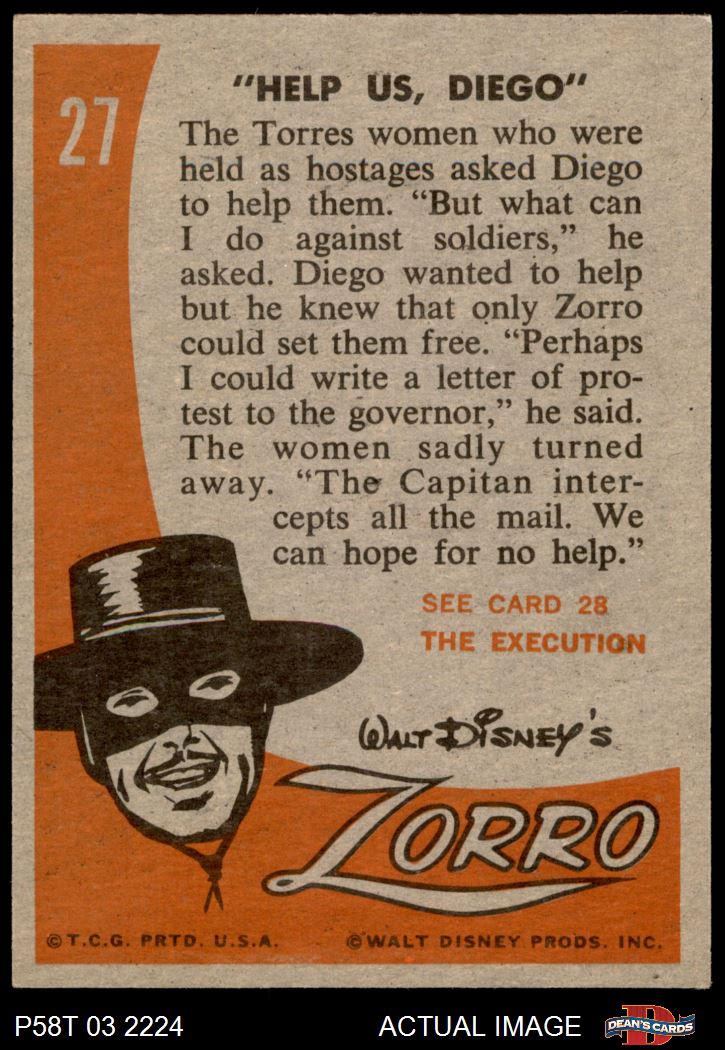 27
"HELP US, DIEGO"
The Torres women who were
held as hostages asked Diego
to help them. “But what can
I do against soldiers,” he
asked. Diego wanted to help
but he knew that only Zorro
could set them free. “Perhaps
I could write a letter of pro-
test to the governor,” he said.
The women sadly turned
away. “The Capitan inter-
cepts all the mail. We
can hope for no help.”
SEE CARD 28
THE EXECUTION
WALT DISNEY'S
ZORRO
© T.C.G. PRTD. U.S.A.
© WALT DISNEY PRODS. INC.
P58T 03 2224
ACTUAL IMAGE
D
DEAN'S CARDS